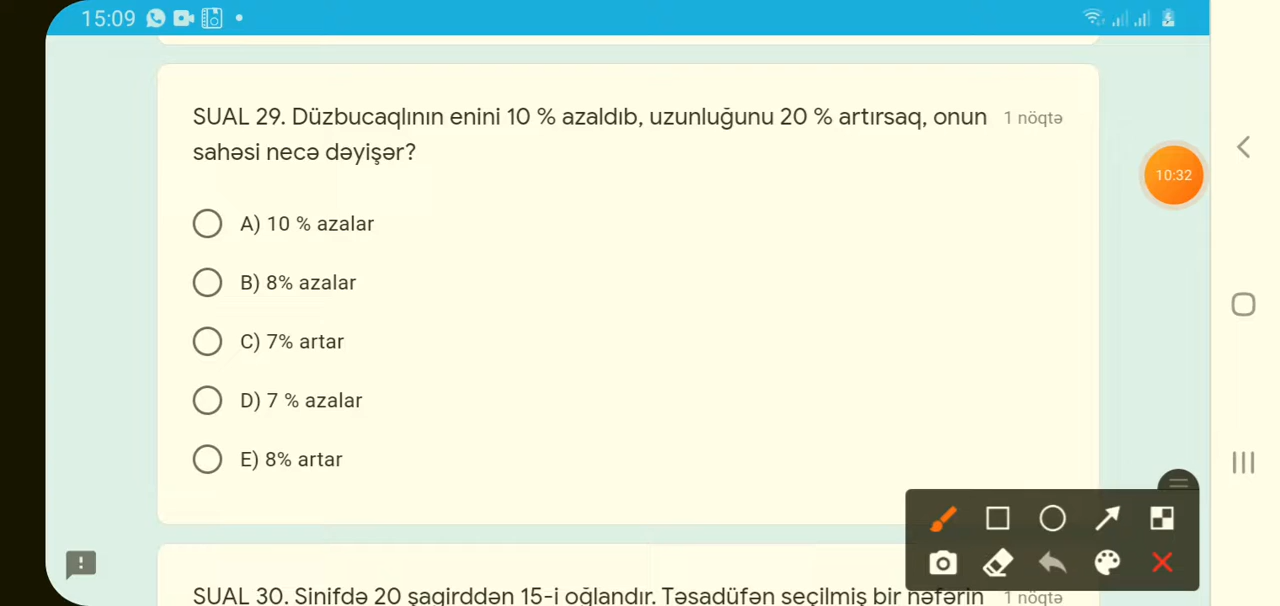 15:09
SUAL 29. Düzbucaqlının enini 10 % azaldıb, uzunluğunu 20 % artırsaq, onun 1 nöqtə
sahəsi necə dəyişər?
10:32
A) 10 % azalar
B) 8% azalar
C) 7% artar
D) 7 % azalar
E) 8% artar
SUAL 30. Sinifdə 20 şagirddən 15-i oğlandır. Təsadüfən seçilmiş bir nəfərin 1 nöqtə